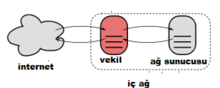 internet
vekil
ağ sunucusu
iç ağ